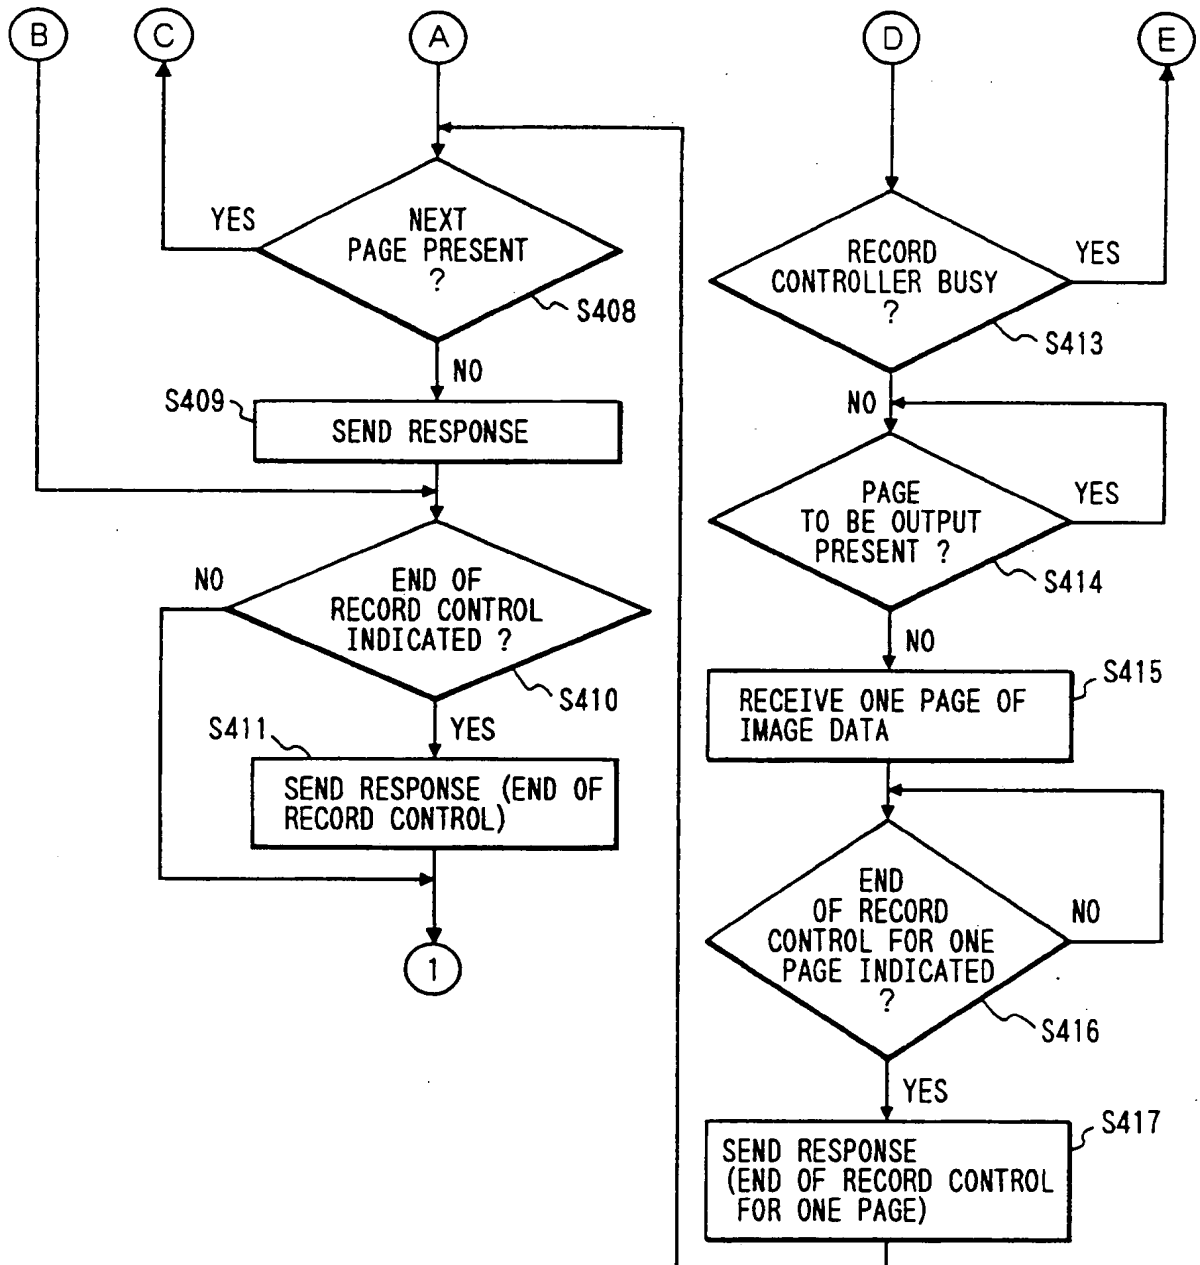 B
C
A
D
E
NEXT
PAGE PRESENT
?
YES
S408
NO
S409
SEND RESPONSE
END OF
RECORD CONTROL
INDICATED ?
NO
S410
YES
S411
SEND RESPONSE (END OF
RECORD CONTROL)
1
RECORD
CONTROLLER BUSY
?
YES
S413
NO
PAGE
TO BE OUTPUT
PRESENT ?
YES
S414
NO
S415
RECEIVE ONE PAGE OF
IMAGE DATA
END
OF RECORD
CONTROL FOR ONE
PAGE INDICATED
?
NO
S416
YES
S417
SEND RESPONSE
(END OF RECORD CONTROL
FOR ONE PAGE)